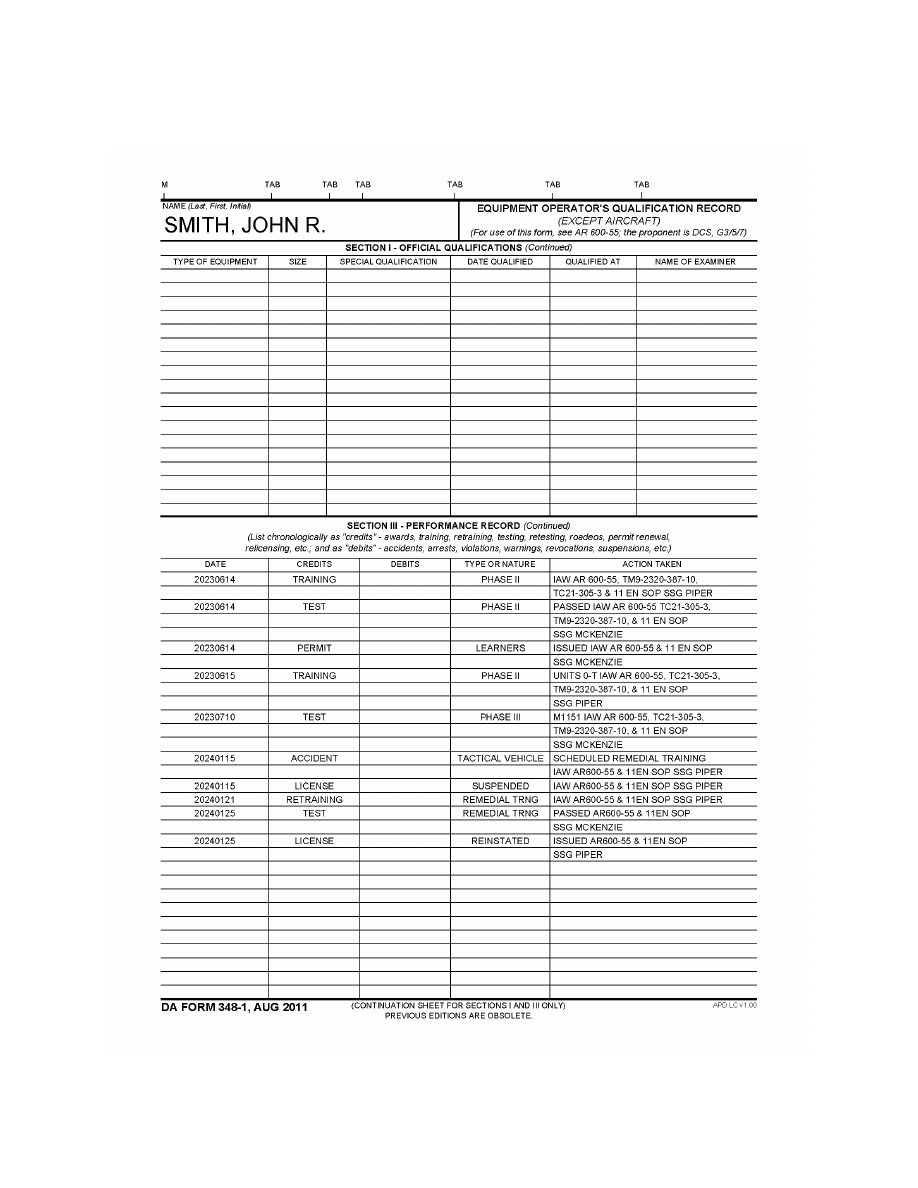 M TAB TAB TAB TAB TAB TAB
NAME (Last, First, Initial)
SMITH, JOHN R.
EQUIPMENT OPERATOR'S QUALIFICATION RECORD
(EXCEPT AIRCRAFT)
(For use of this form, see AR 600-55; the proponent is DCS, G3/5/7)
SECTION I - OFFICIAL QUALIFICATIONS (Continued)
TYPE OF EQUIPMENT SIZE SPECIAL QUALIFICATION DATE QUALIFIED QUALIFIED AT NAME OF EXAMINER
SECTION III - PERFORMANCE RECORD (Continued)
(List chronologically as "credits" - awards, training, retraining, testing, retesting, roadeos, permit renewal,
relicensing, etc.; and as "debits" - accidents, arrests, violations, warnings, revocations, suspensions, etc.)
DATE CREDITS DEBITS TYPE OR NATURE ACTION TAKEN
20230614 TRAINING PHASE II IAW AR 600-55, TM9-2320-387-10,
TC21-305-3 & 11 EN SOP SSG PIPER
20230614 TEST PHASE II PASSED IAW AR 600-55 TC21-305-3,
TM9-2320-387-10, & 11 EN SOP
SSG MCKENZIE
20230614 PERMIT LEARNERS ISSUED IAW AR 600-55 & 11 EN SOP
SSG MCKENZIE
20230615 TRAINING PHASE II UNITS 0-T IAW AR 600-55, TC21-305-3,
TM9-2320-387-10, & 11 EN SOP
SSG PIPER
20230710 TEST PHASE III M1151 IAW AR 600-55, TC21-305-3,
TM9-2320-387-10, & 11 EN SOP
SSG MCKENZIE
20240115 ACCIDENT TACTICAL VEHICLE SCHEDULED REMEDIAL TRAINING
IAW AR600-55 & 11EN SOP SSG PIPER
20240115 LICENSE SUSPENDED IAW AR600-55 & 11EN SOP SSG PIPER
20240121 RETRAINING REMEDIAL TRNG IAW AR600-55 & 11EN SOP SSG PIPER
20240125 TEST REMEDIAL TRNG PASSED AR600-55 & 11EN SOP
SSG MCKENZIE
20240125 LICENSE REINSTATED ISSUED AR600-55 & 11EN SOP
SSG PIPER
DA FORM 348-1, AUG 2011 (CONTINUATION SHEET FOR SECTIONS I AND III ONLY) APD LC v1.00
PREVIOUS EDITIONS ARE OBSOLETE.